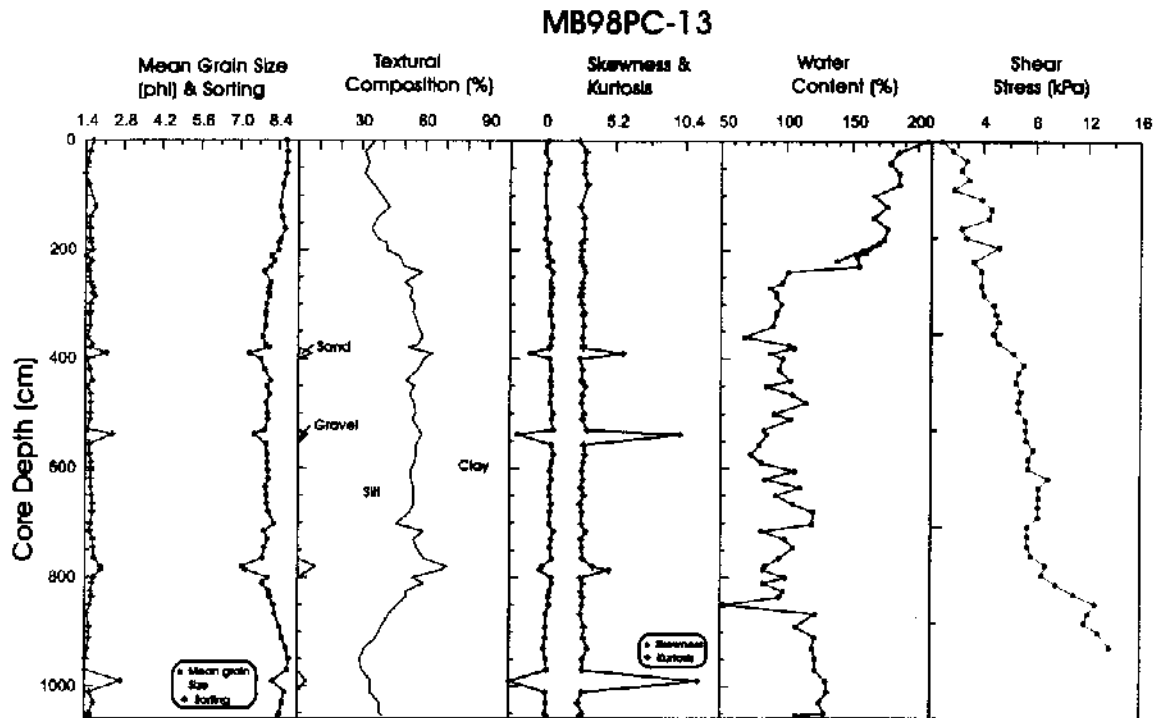 MB98PC-13
Mean Grain Size
(phi) & Sorting
Textural
Composition (%)
Skewness &
Kurtosis
Water
Content (%)
Shear
Stress (kPa)
1.4 2.8 4.2 5.6 7.0 8.4
30 60 90
0 5.2 10.4
50 100 150 200
4 8 12 16
0
200
400
600
800
1000
Core Depth (cm)
Sand
Gravel
Silt
Clay
Mean grain
Size
Sorting
Skewness
Kurtosis